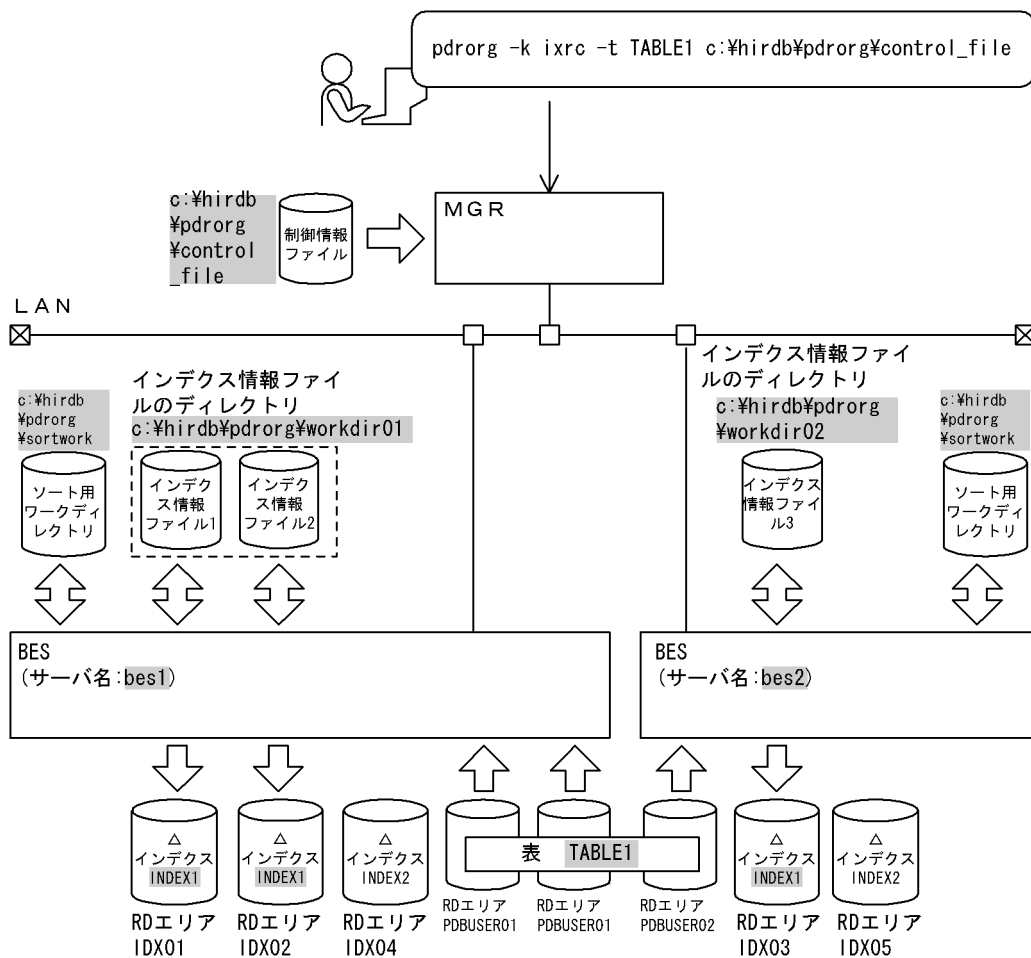 pdrorg -k ixrc -t TABLE1 c:¥hirdb¥pdrorg¥control_file
c:¥hirdb
¥pdrorg
¥control
_file
制御情報
ファイル
ＭＧＲ
ＬＡＮ
c:¥hirdb
¥pdrorg
¥sortwork
ソート用
ワークディ
レクトリ
インデクス情報ファイ
ルのディレクトリ
c:¥hirdb¥pdrorg¥workdir01
インデク
ス情報
ファイル1
インデク
ス情報
ファイル2
インデクス情報ファイ
ルのディレクトリ
c:¥hirdb¥pdrorg
¥workdir02
インデクス
情報ファイ
ル3
c:¥hirdb
¥pdrorg
¥sortwork
ソート用
ワークディ
レクトリ
BES
(サーバ名:bes1)
BES
(サーバ名:bes2)
インデクス
INDEX1
RDエリア
IDX01
インデクス
INDEX1
RDエリア
IDX02
インデクス
INDEX2
RDエリア
IDX04
表 TABLE1
RDエリア
PDBUSER01
RDエリア
PDBUSER01
RDエリア
PDBUSER02
インデクス
INDEX1
RDエリア
IDX03
インデクス
INDEX2
RDエリア
IDX05